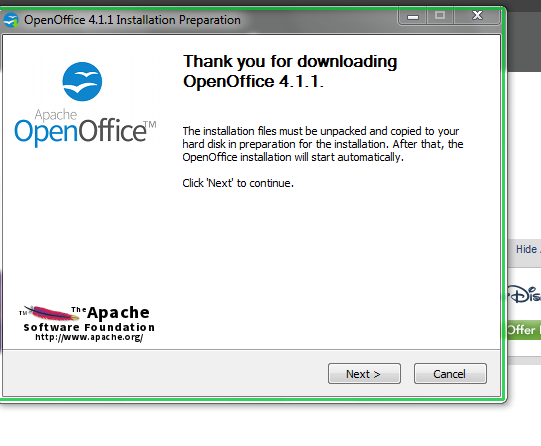 OpenOffice 4.1.1 Installation Preparation
Thank you for downloading
OpenOffice 4.1.1.
Apache
OpenOffice™
The installation files must be unpacked and copied to your
hard disk in preparation for the installation. After that, the
OpenOffice installation will start automatically.
Click 'Next' to continue.
Hide
Offer
TM The Apache
Software Foundation
http://www.apache.org/
Next >
Cancel